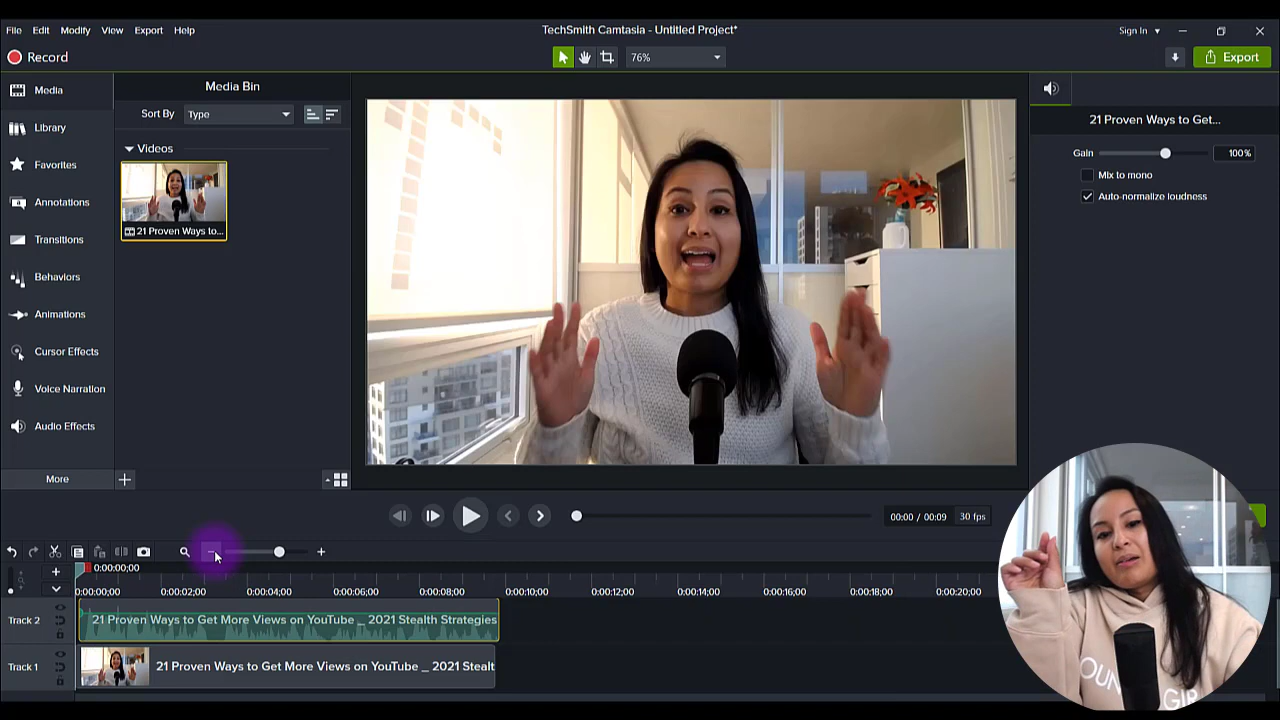 File Edit Modify View Export Help
TechSmith Camtasia - Untitled Project*
Sign In
Record
76%
Export
Media
Library
Favorites
Annotations
Transitions
Behaviors
Animations
Cursor Effects
Voice Narration
Audio Effects
More
Media Bin
Sort By Type
Videos
21 Proven Ways to...
21 Proven Ways to Get...
Gain 100%
Mix to mono
Auto-normalize loudness
00:00 / 00:09 30 fps
0:00:00;00
0:00:00;00 0:00:02;00 0:00:04;00 0:00:06;00 0:00:08;00 0:00:10;00 0:00:12;00 0:00:14;00 0:00:16;00 0:00:18;00 0:00:20;00
Track 2
21 Proven Ways to Get More Views on YouTube _ 2021 Stealth Strategies
Track 1
21 Proven Ways to Get More Views on YouTube _ 2021 Stealt